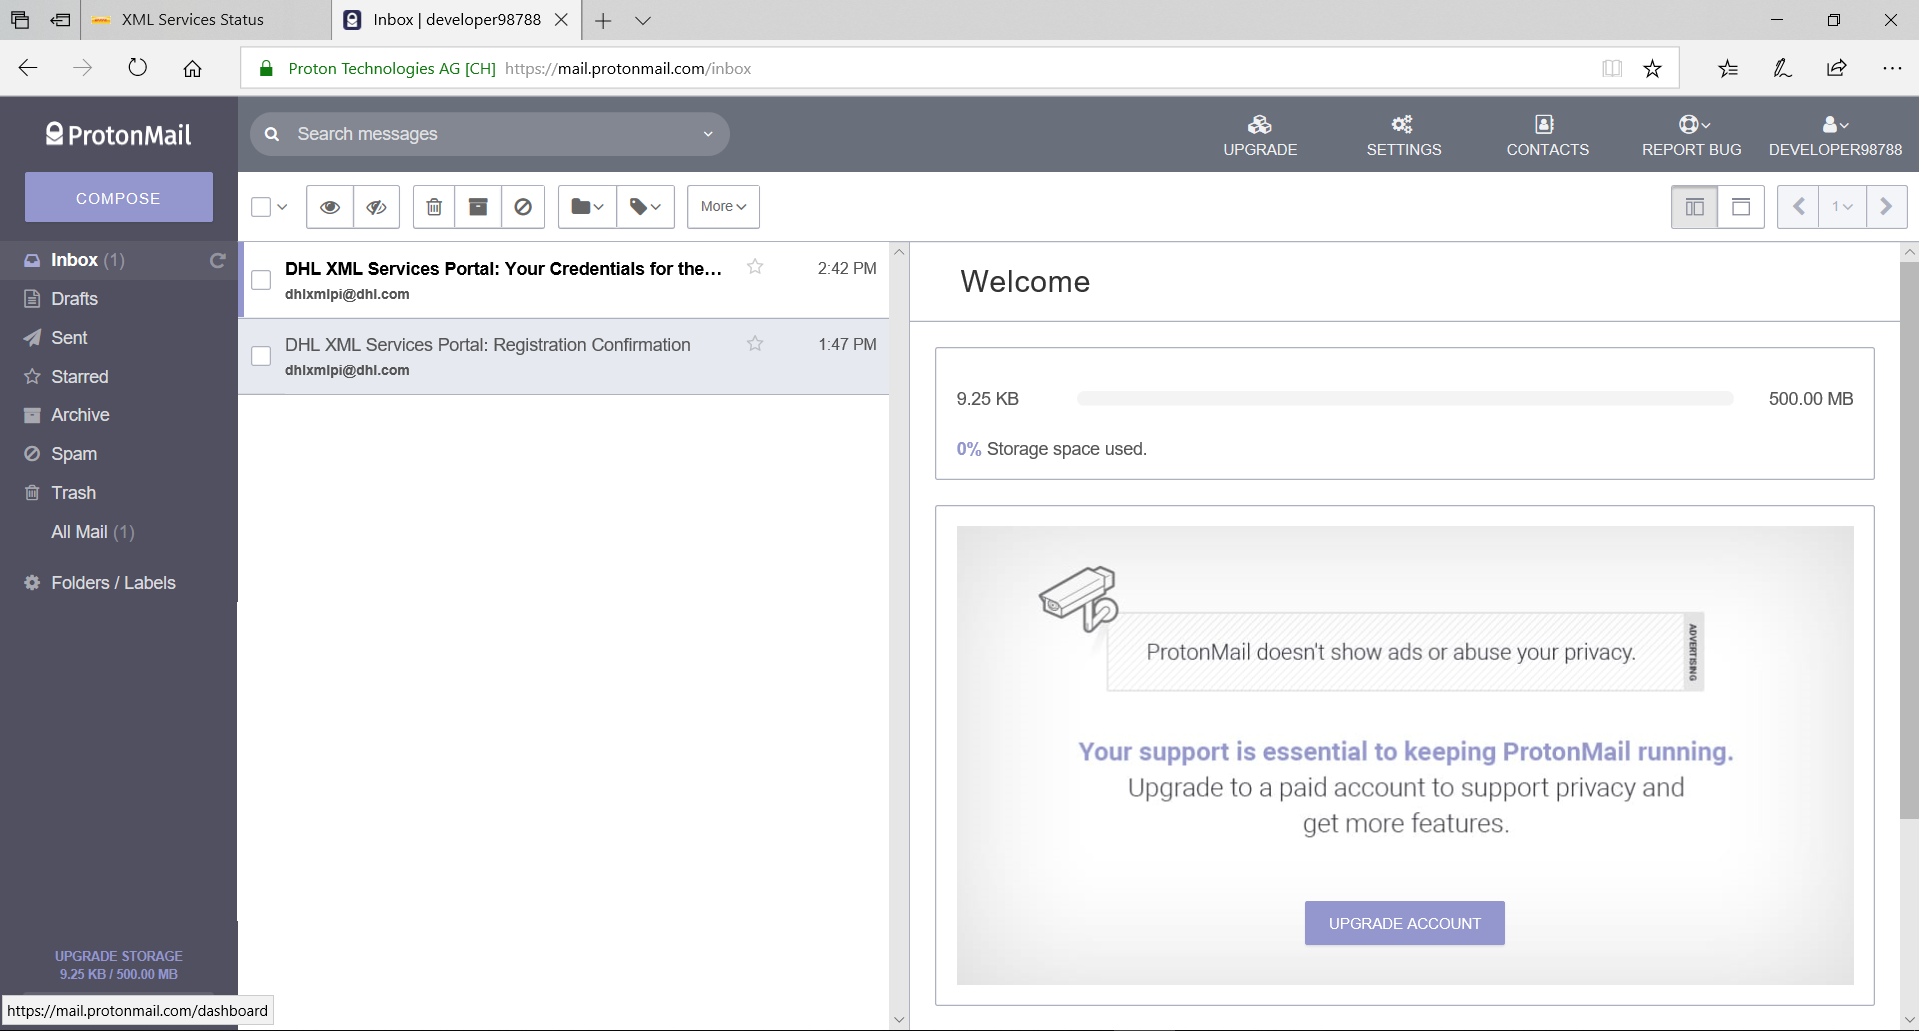 XML Services Status
Inbox | developer98788
Proton Technologies AG [CH] https://mail.protonmail.com/inbox
ProtonMail
Search messages
UPGRADE
SETTINGS
CONTACTS
REPORT BUG
DEVELOPER98788
COMPOSE
More
1
Inbox (1)
Drafts
Sent
Starred
Archive
Spam
Trash
All Mail (1)
Folders / Labels
UPGRADE STORAGE
9.25 KB / 500.00 MB
https://mail.protonmail.com/dashboard
DHL XML Services Portal: Your Credentials for the... 2:42 PM
dhlxmlpi@dhl.com
DHL XML Services Portal: Registration Confirmation 1:47 PM
dhlxmlpi@dhl.com
Welcome
9.25 KB 500.00 MB
0% Storage space used.
ProtonMail doesn't show ads or abuse your privacy.
ADVERTISING
Your support is essential to keeping ProtonMail running.
Upgrade to a paid account to support privacy and
get more features.
UPGRADE ACCOUNT